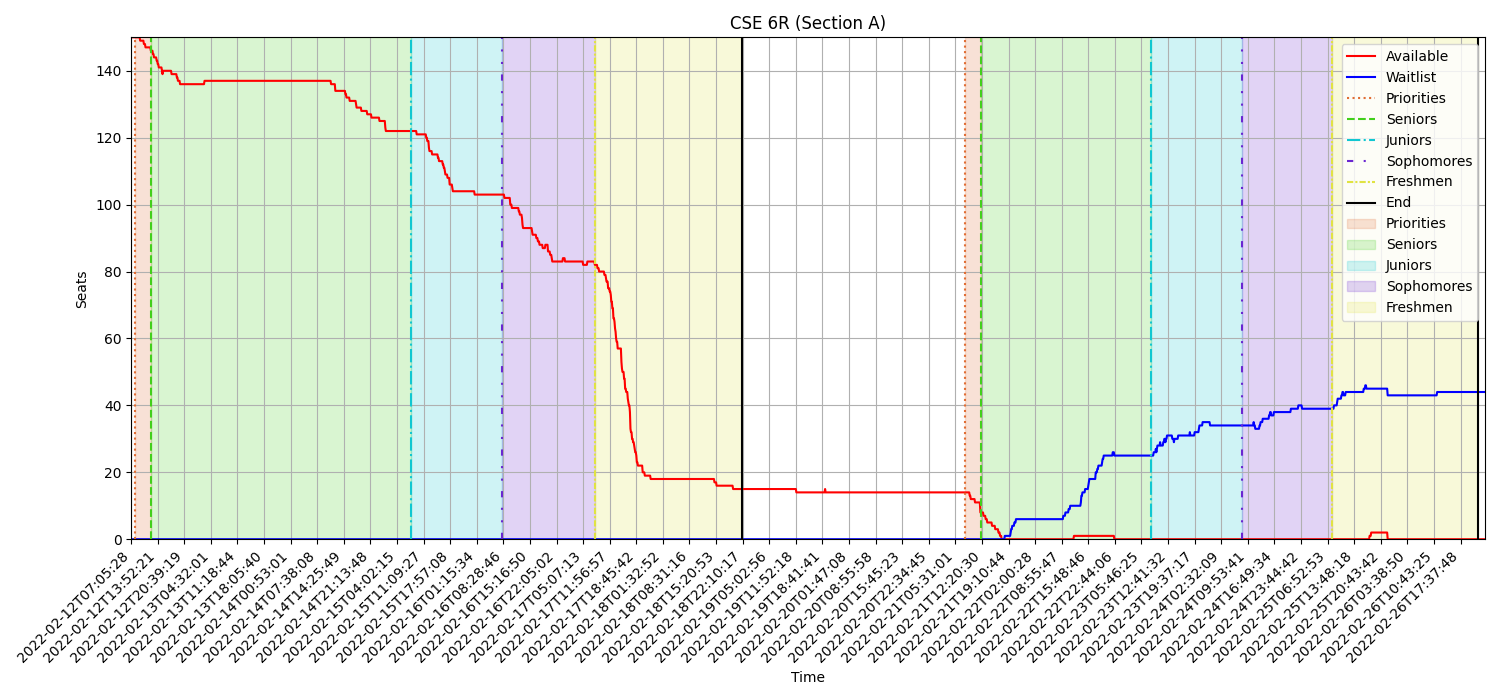 CSE 6R (Section A)
Seats
140
120
100
80
60
40
20
0
Available
Waitlist
Priorities
Seniors
Juniors
Sophomores
Freshmen
End
Priorities
Seniors
Juniors
Sophomores
Freshmen
2022-02-12T7:05:28
2022-02-12T13:52:21
2022-02-12T20:39:19
2022-02-13T04:32:01
2022-02-13T11:18:44
2022-02-13T18:05:40
2022-02-14T00:53:01
2022-02-14T07:38:08
2022-02-14T14:25:49
2022-02-14T21:13:48
2022-02-15T04:02:15
2022-02-15T11:09:27
2022-02-15T17:57:08
2022-02-16T01:15:34
2022-02-16T08:28:46
2022-02-16T15:16:50
2022-02-16T22:05:02
2022-02-17T05:07:13
2022-02-17T11:56:57
2022-02-17T18:45:42
2022-02-18T01:32:52
2022-02-18T08:31:16
2022-02-18T15:20:53
2022-02-18T22:10:17
2022-02-19T05:02:56
2022-02-19T11:52:18
2022-02-19T18:41:41
2022-02-20T01:47:08
2022-02-20T08:55:58
2022-02-20T15:45:23
2022-02-20T22:34:45
2022-02-21T05:31:01
2022-02-21T12:20:30
2022-02-21T19:10:44
2022-02-22T02:00:28
2022-02-22T08:55:47
2022-02-22T15:48:46
2022-02-22T22:44:06
2022-02-23T05:46:25
2022-02-23T12:41:32
2022-02-23T19:37:17
2022-02-24T02:32:09
2022-02-24T09:53:41
2022-02-24T16:49:34
2022-02-24T23:44:42
2022-02-25T06:52:53
2022-02-25T13:48:18
2022-02-25T20:43:42
2022-02-26T03:38:50
2022-02-26T10:43:25
2022-02-26T17:37:48
Time